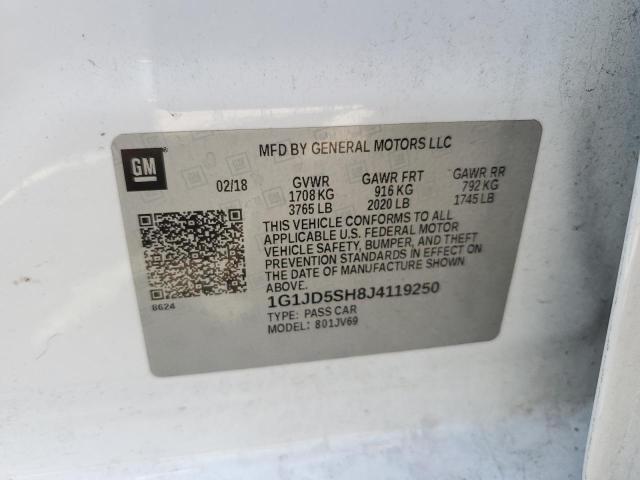 GM
MFD BY GENERAL MOTORS LLC
02/18 GVWR GAWR FRT GAWR RR
1708 KG 916 KG 792 KG
3765 LB 2020 LB 1745 LB
THIS VEHICLE CONFORMS TO ALL
APPLICABLE U.S. FEDERAL MOTOR
VEHICLE SAFETY, BUMPER, AND THEFT
PREVENTION STANDARDS IN EFFECT ON
THE DATE OF MANUFACTURE SHOWN
ABOVE.
8624
1G1JD5SH8J4119250
TYPE: PASS CAR
MODEL: 801JV69